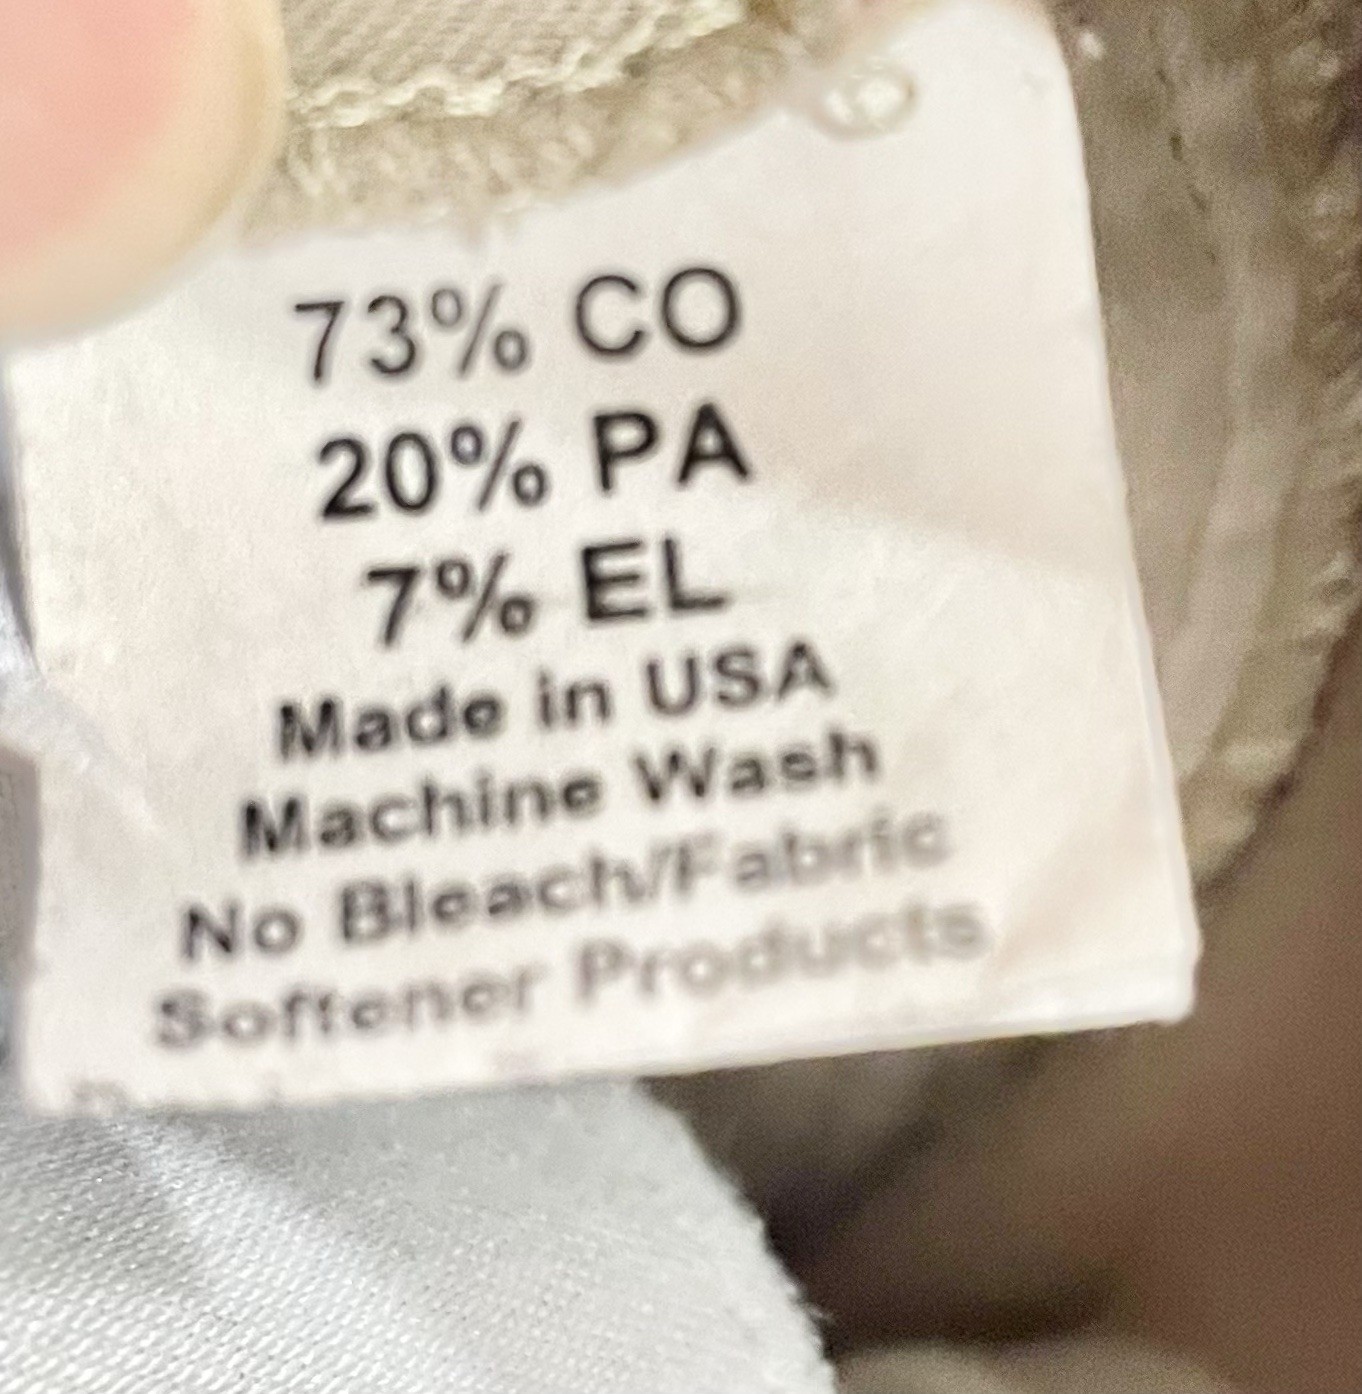 73% CO
20% PA
7% EL
Made in USA
Machine Wash
No Bleach/Fabric
Softener Products